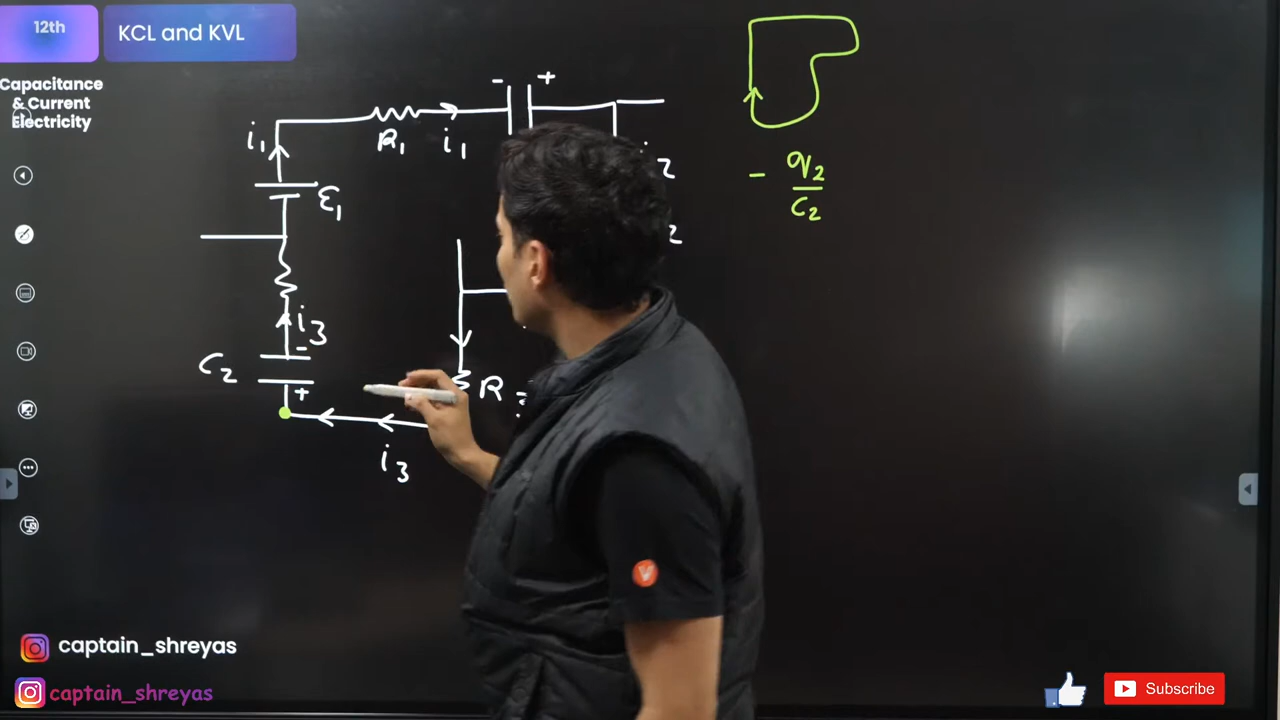 12th
KCL and KVL
Capacitance
& Current
Electricity
- +
i1
R1
i1
ε1
2
2
- q2
C2
i3
-
C2
+
R
i3
captain_shreyas
captain_shreyas
V
Subscribe